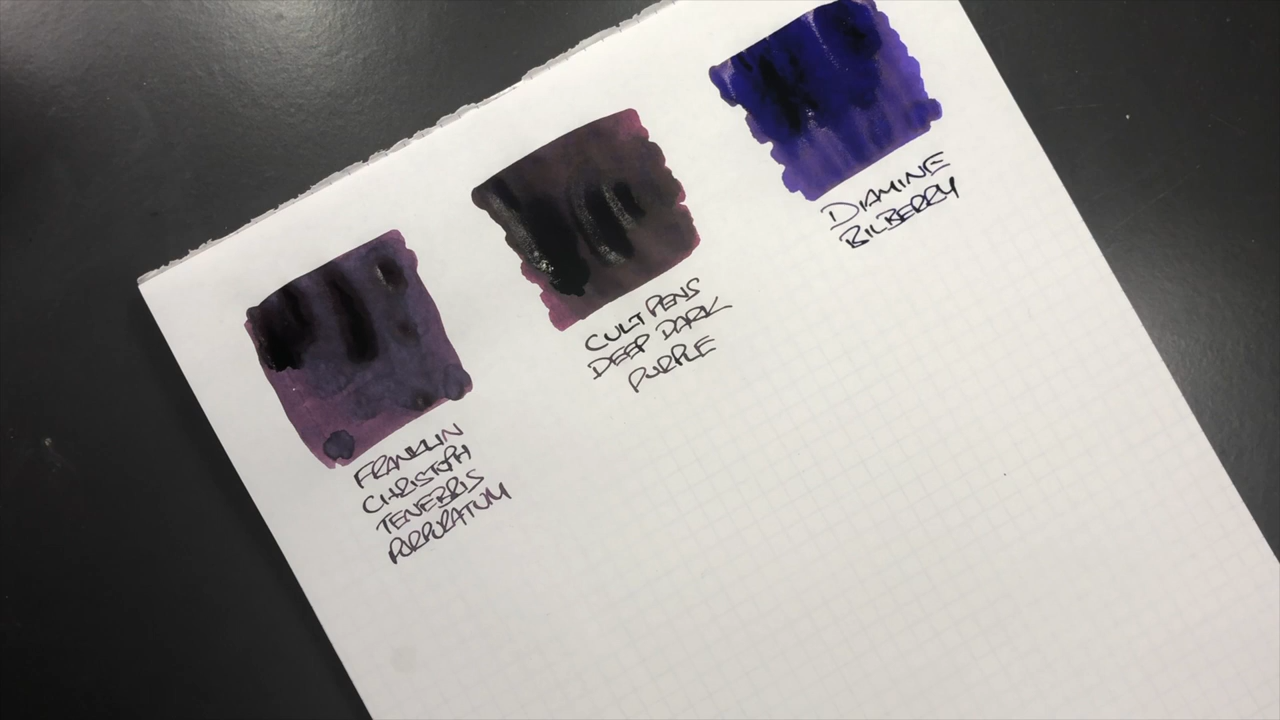 FRANKLIN
CHRISTOPH
TENEBRIS
PURPURATUM
CULT PENS
DEEP DARK
PURPLE
DIAMINE
BILBERRY